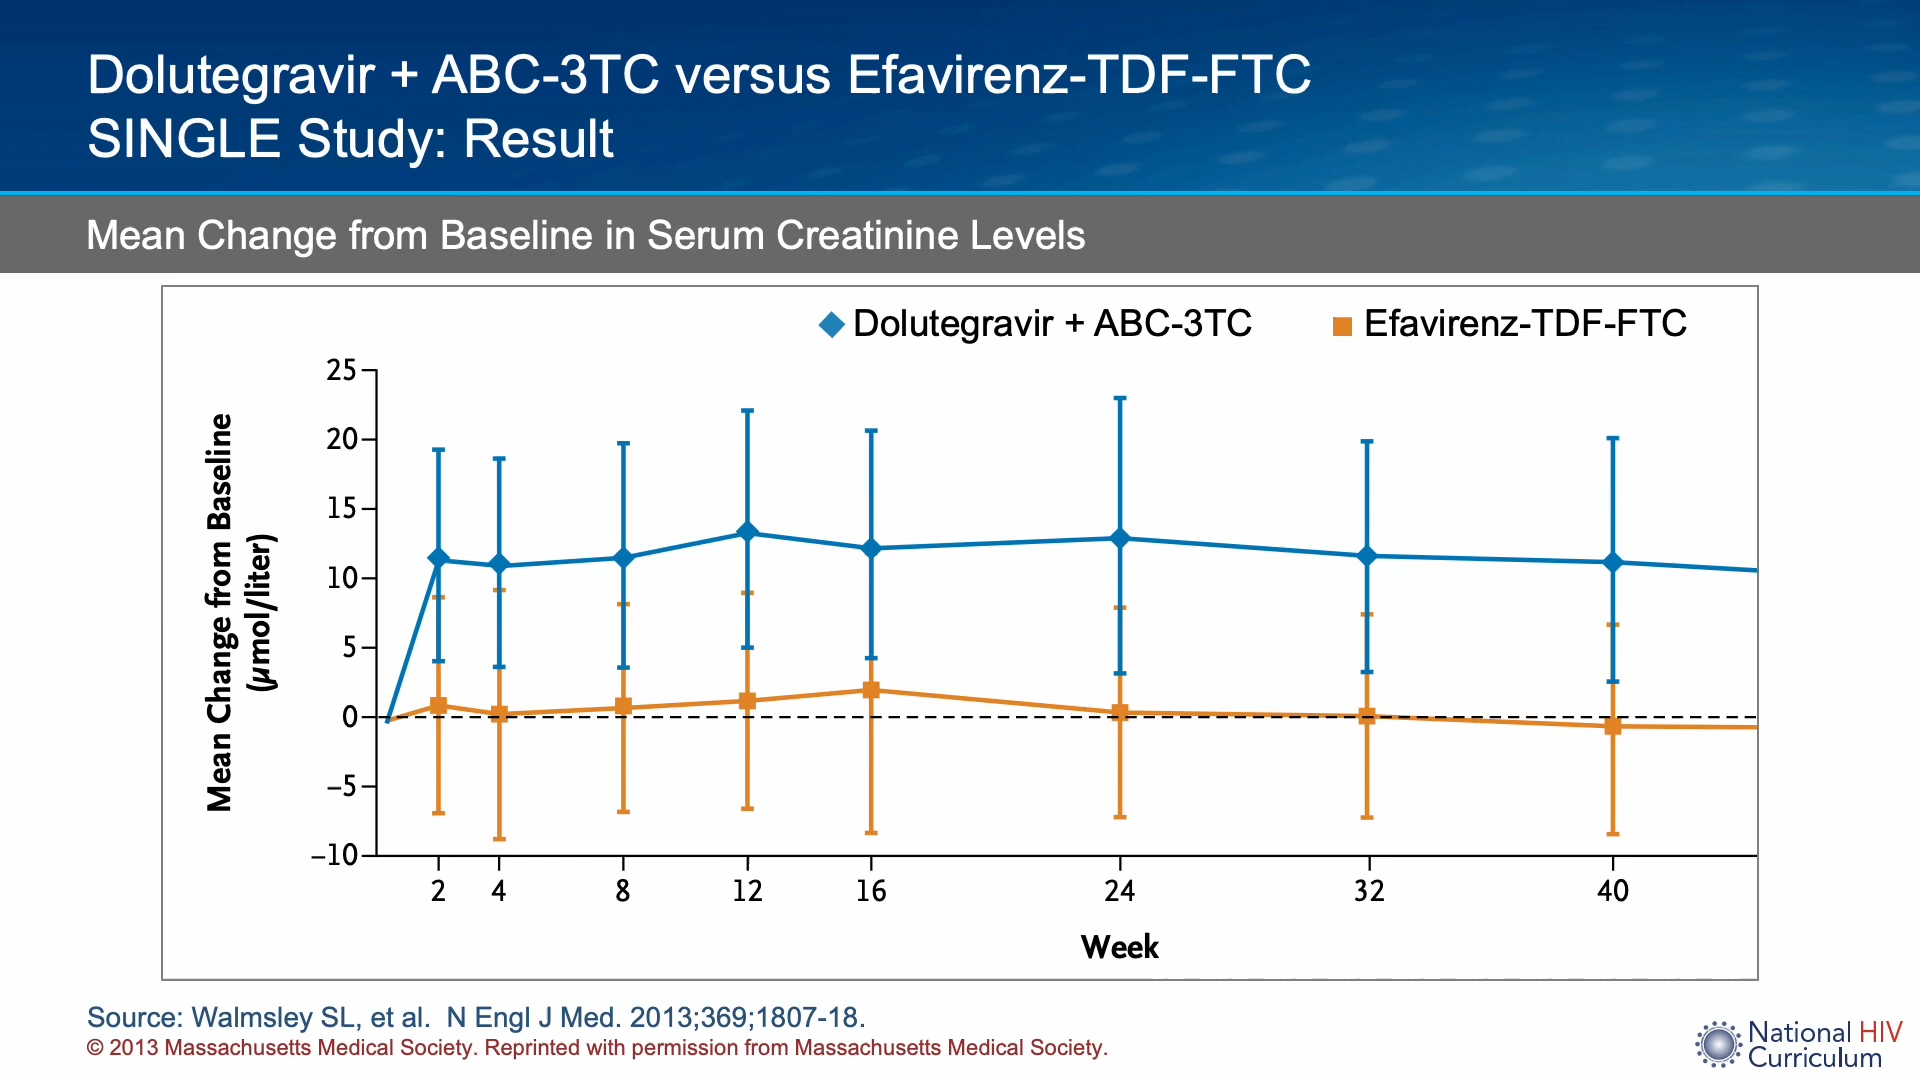 Dolutegravir + ABC-3TC versus Efavirenz-TDF-FTC
SINGLE Study: Result
Mean Change from Baseline in Serum Creatinine Levels
Dolutegravir + ABC-3TC
Efavirenz-TDF-FTC
Mean Change from Baseline
(µmol/liter)
25
20
15
10
5
0
–5
–10
2 4 8 12 16 24 32 40
Week
Source: Walmsley SL, et al.  N Engl J Med. 2013;369;1807-18.
© 2013 Massachusetts Medical Society. Reprinted with permission from Massachusetts Medical Society.
National HIV
Curriculum